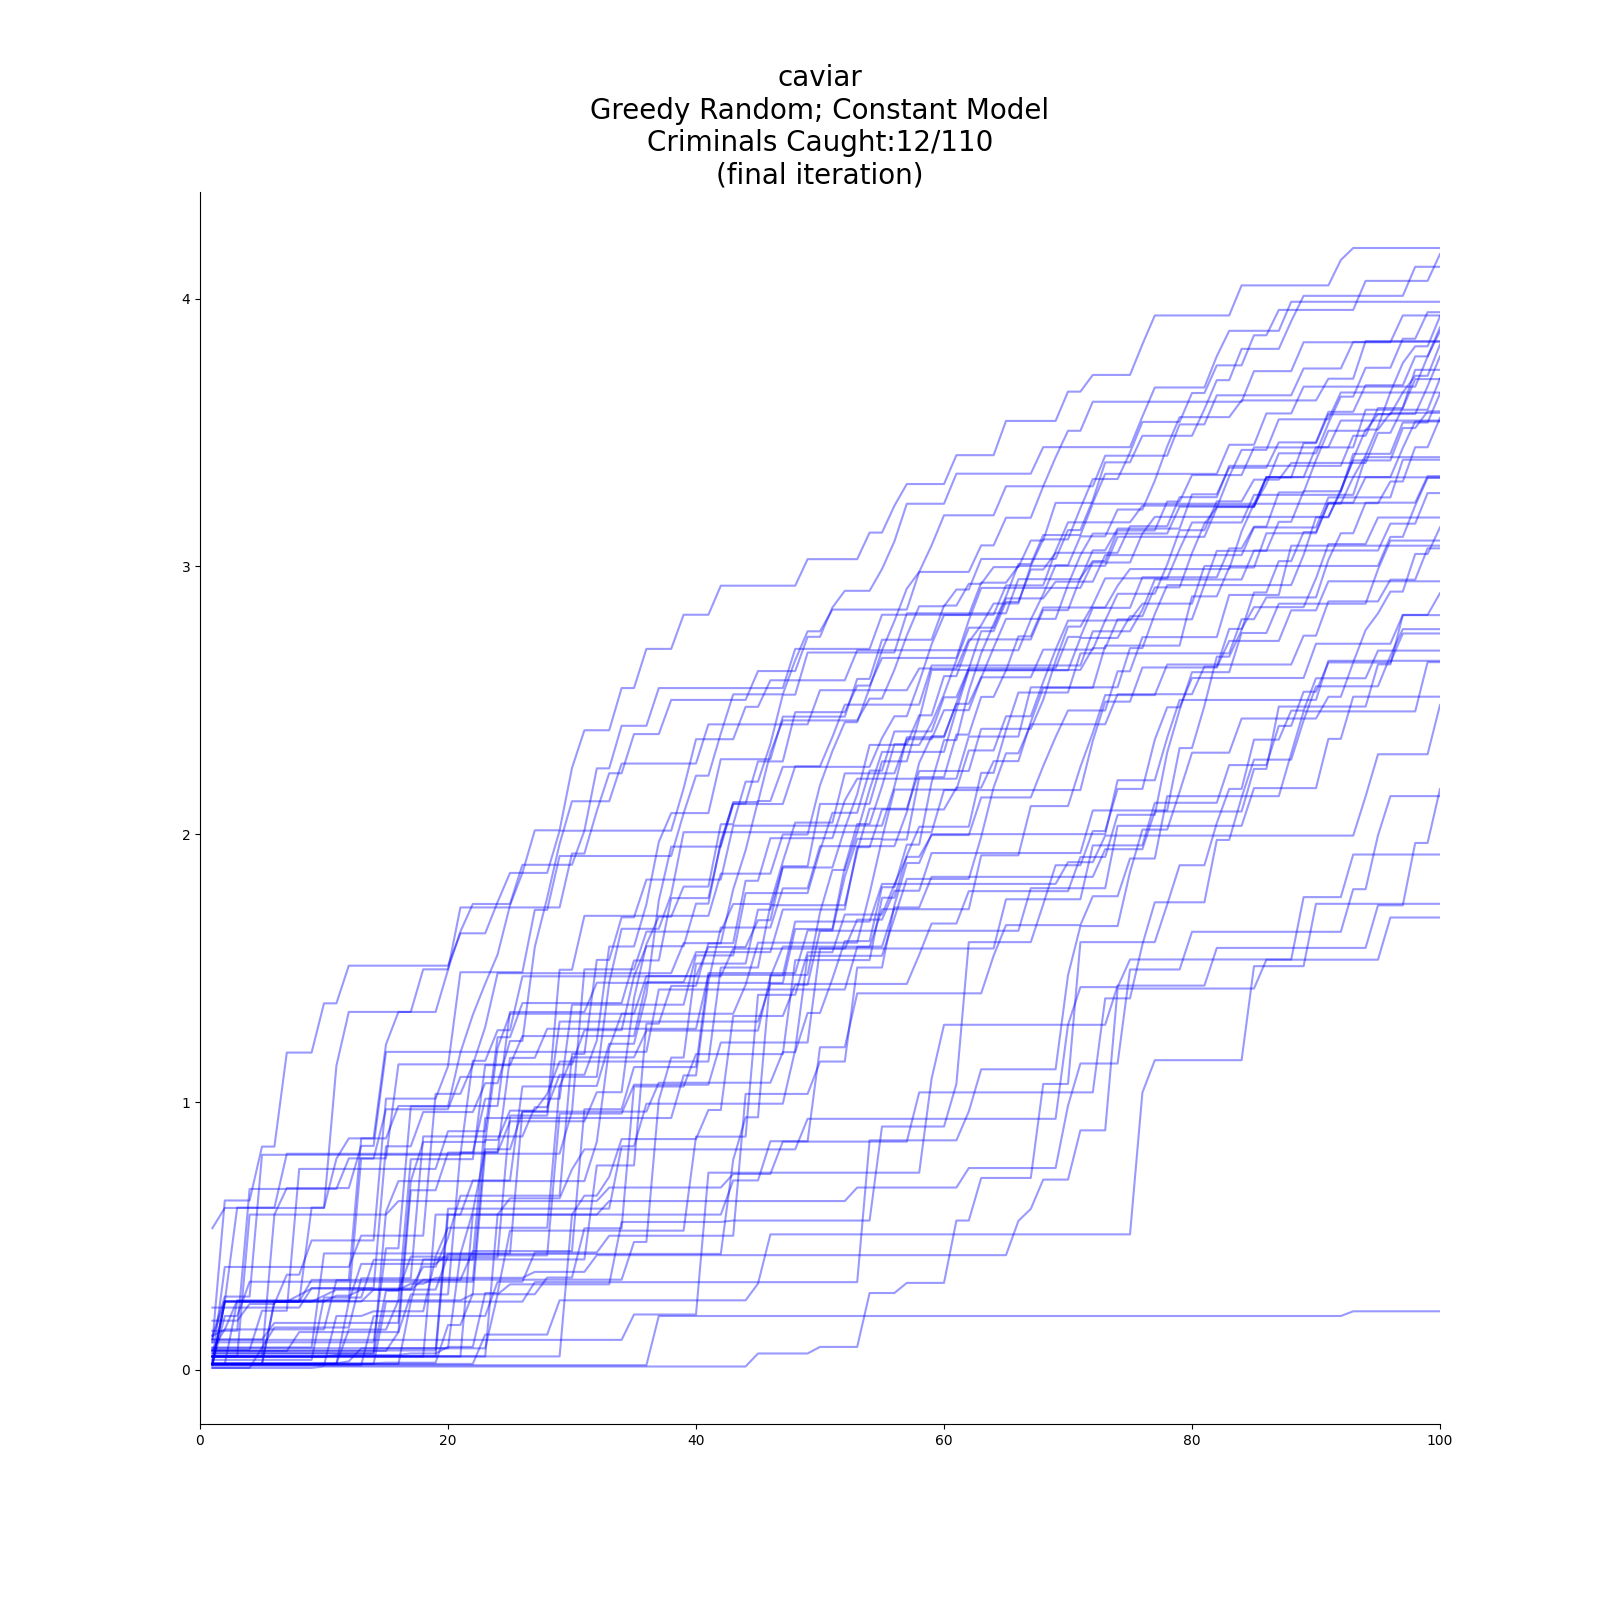 caviar
Greedy Random; Constant Model
Criminals Caught:12/110
(final iteration)
4
3
2
1
0
0 20 40 60 80 100